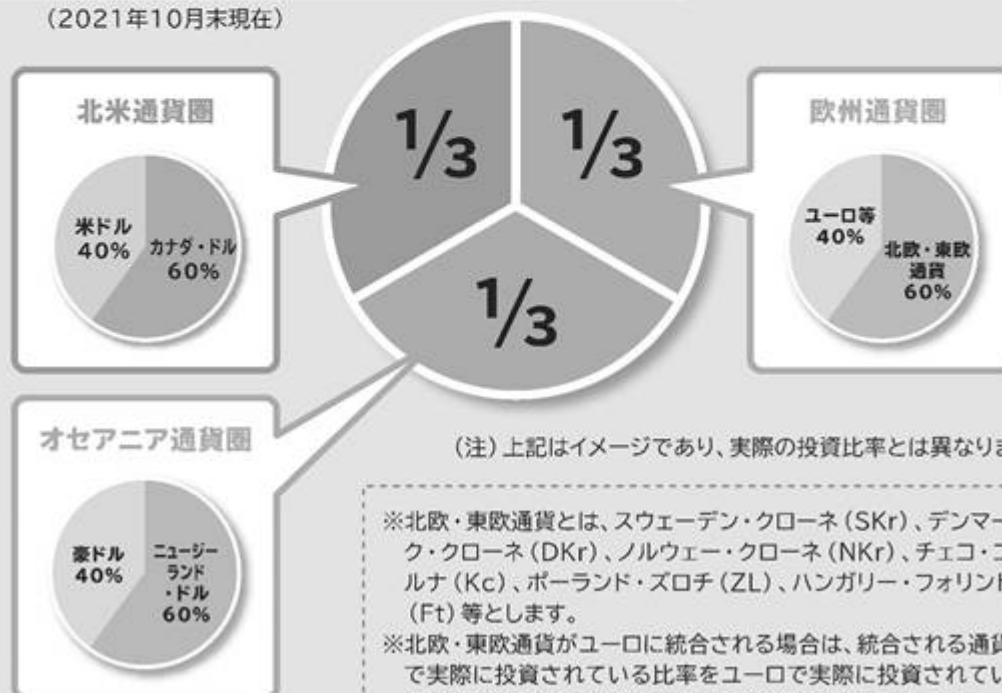 （2021年10月末現在）
北米通貨圏
米ドル
40%
カナダ・ドル
60%
1/3
1/3
1/3
欧州通貨圏
ユーロ等
40%
北欧・東欧
通貨
60%
オセアニア通貨圏
豪ドル
40%
ニュージー
ランド
・ドル
60%
（注）上記はイメージであり、実際の投資比率とは異なりま
※北欧・東欧通貨とは、スウェーデン・クローネ（SKr）、デンマー
ク・クローネ（DKr）、ノルウェー・クローネ（NKr）、チェコ・コ
ルナ（Kc）、ポーランド・ズロチ（ZL）、ハンガリー・フォリント
（Ft）等とします。
※北欧・東欧通貨がユーロに統合される場合は、統合される通貨
で実際に投資されている比率をユーロで実際に投資されてい